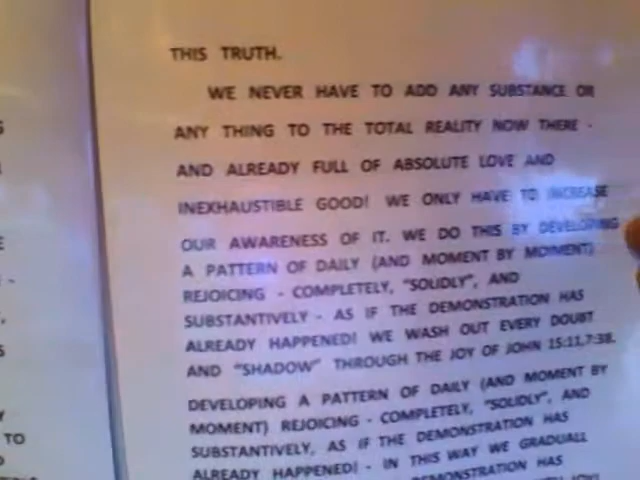 THIS TRUTH.
WE NEVER HAVE TO ADD ANY SUBSTANCE OR
ANY THING TO THE TOTAL REALITY NOW THERE -
AND ALREADY FULL OF ABSOLUTE LOVE AND
INEXHAUSTIBLE GOOD! WE ONLY HAVE TO INCREASE
OUR AWARENESS OF IT. WE DO THIS BY DEVELOPING
A PATTERN OF DAILY (AND MOMENT BY MOIMENT)
REJOICING - COMPLETELY, "SOLIDLY", AND
SUBSTANTIVELY - AS IF THE DEMONSTRATION HAS
ALREADY HAPPENED! WE WASH OUT EVERY DOUBT
AND "SHADOW" THROUGH THE JOY OF JOHN 15:11,7:38.
DEVELOPING A PATTERN OF DAILY (AND MOMENT BY
MOMENT) REJOICING - COMPLETELY, "SOLIDLY", AND
SUBSTANTIVELY, AS IF THE DEMONSTRATION HAS
ALREADY HAPPENED! - IN THIS WAY WE GRADUALL
DEMONSTRATION HAS
TO